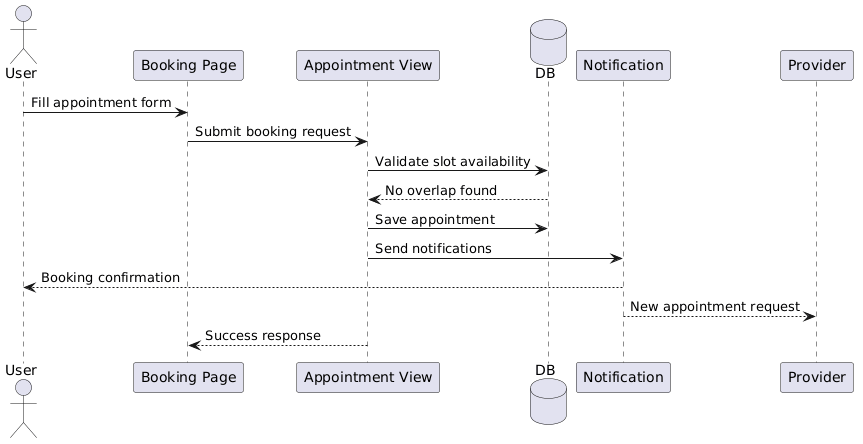 User
Booking Page
Appointment View
DB
Notification
Provider
Fill appointment form
Submit booking request
Validate slot availability
No overlap found
Save appointment
Send notifications
Booking confirmation
New appointment request
Success response
User
Booking Page
Appointment View
DB
Notification
Provider